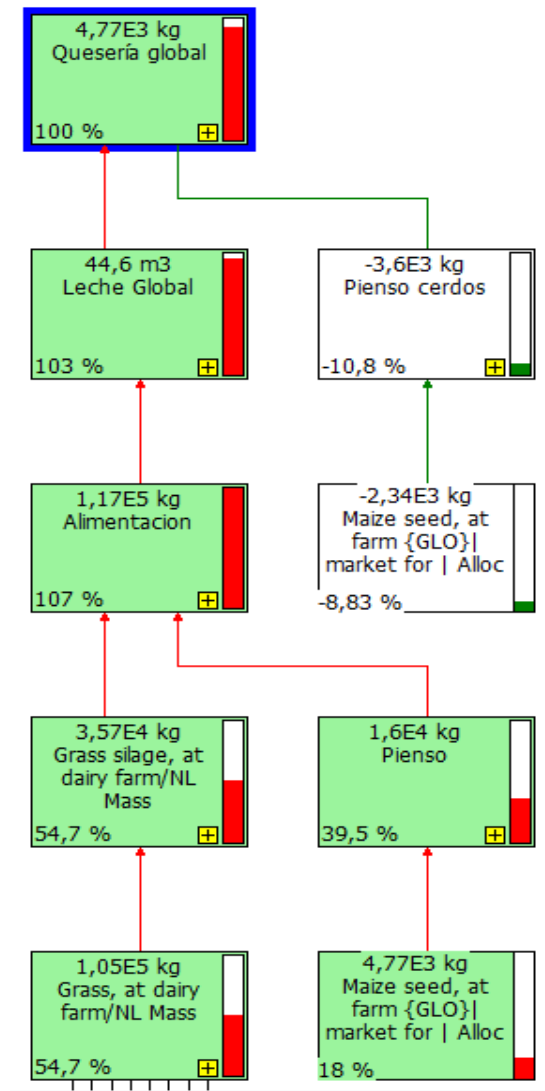 4,77E3 kg
Quesería global
100 %
44,6 m3
Leche Global
103 %
-3,6E3 kg
Pienso cerdos
-10,8 %
1,17E5 kg
Alimentacion
107 %
-2,34E3 kg
Maize seed, at
farm {GLO}|
market for | Alloc
-8,83 %
3,57E4 kg
Grass silage, at
dairy farm/NL
Mass
54,7 %
1,6E4 kg
Pienso
39,5 %
1,05E5 kg
Grass, at dairy
farm/NL Mass
54,7 %
4,77E3 kg
Maize seed, at
farm {GLO}|
market for | Alloc
18 %